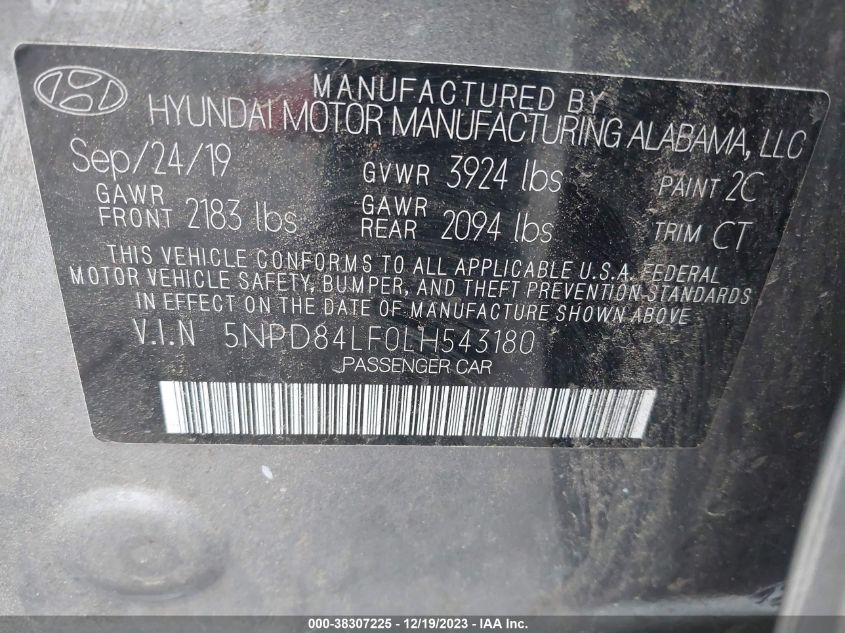 MANUFACTURED BY
HYUNDAI MOTOR MANUFACTURING ALABAMA, LLC
Sep/24/19 GVWR 3924 lbs PAINT 2C
GAWR FRONT 2183 lbs GAWR REAR 2094 lbs TRIM CT
THIS VEHICLE CONFORMS TO ALL APPLICABLE U.S.A. FEDERAL
MOTOR VEHICLE SAFETY, BUMPER, AND THEFT PREVENTION STANDARDS
IN EFFECT ON THE DATE OF MANUFACTURE SHOWN ABOVE
V.I.N 5NPD84LF0LH543180
PASSENGER CAR
000-38307225 - 12/19/2023 - IAA Inc.